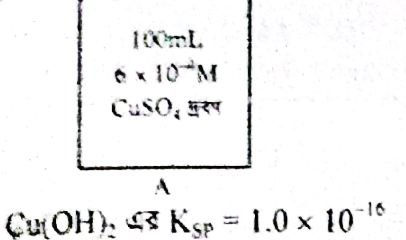 100mL
6 × 10⁻⁴M
CuSO₄ দ্রবণ
A
Cu(OH)₂ এর K_SP = 1.0 × 10⁻¹⁶